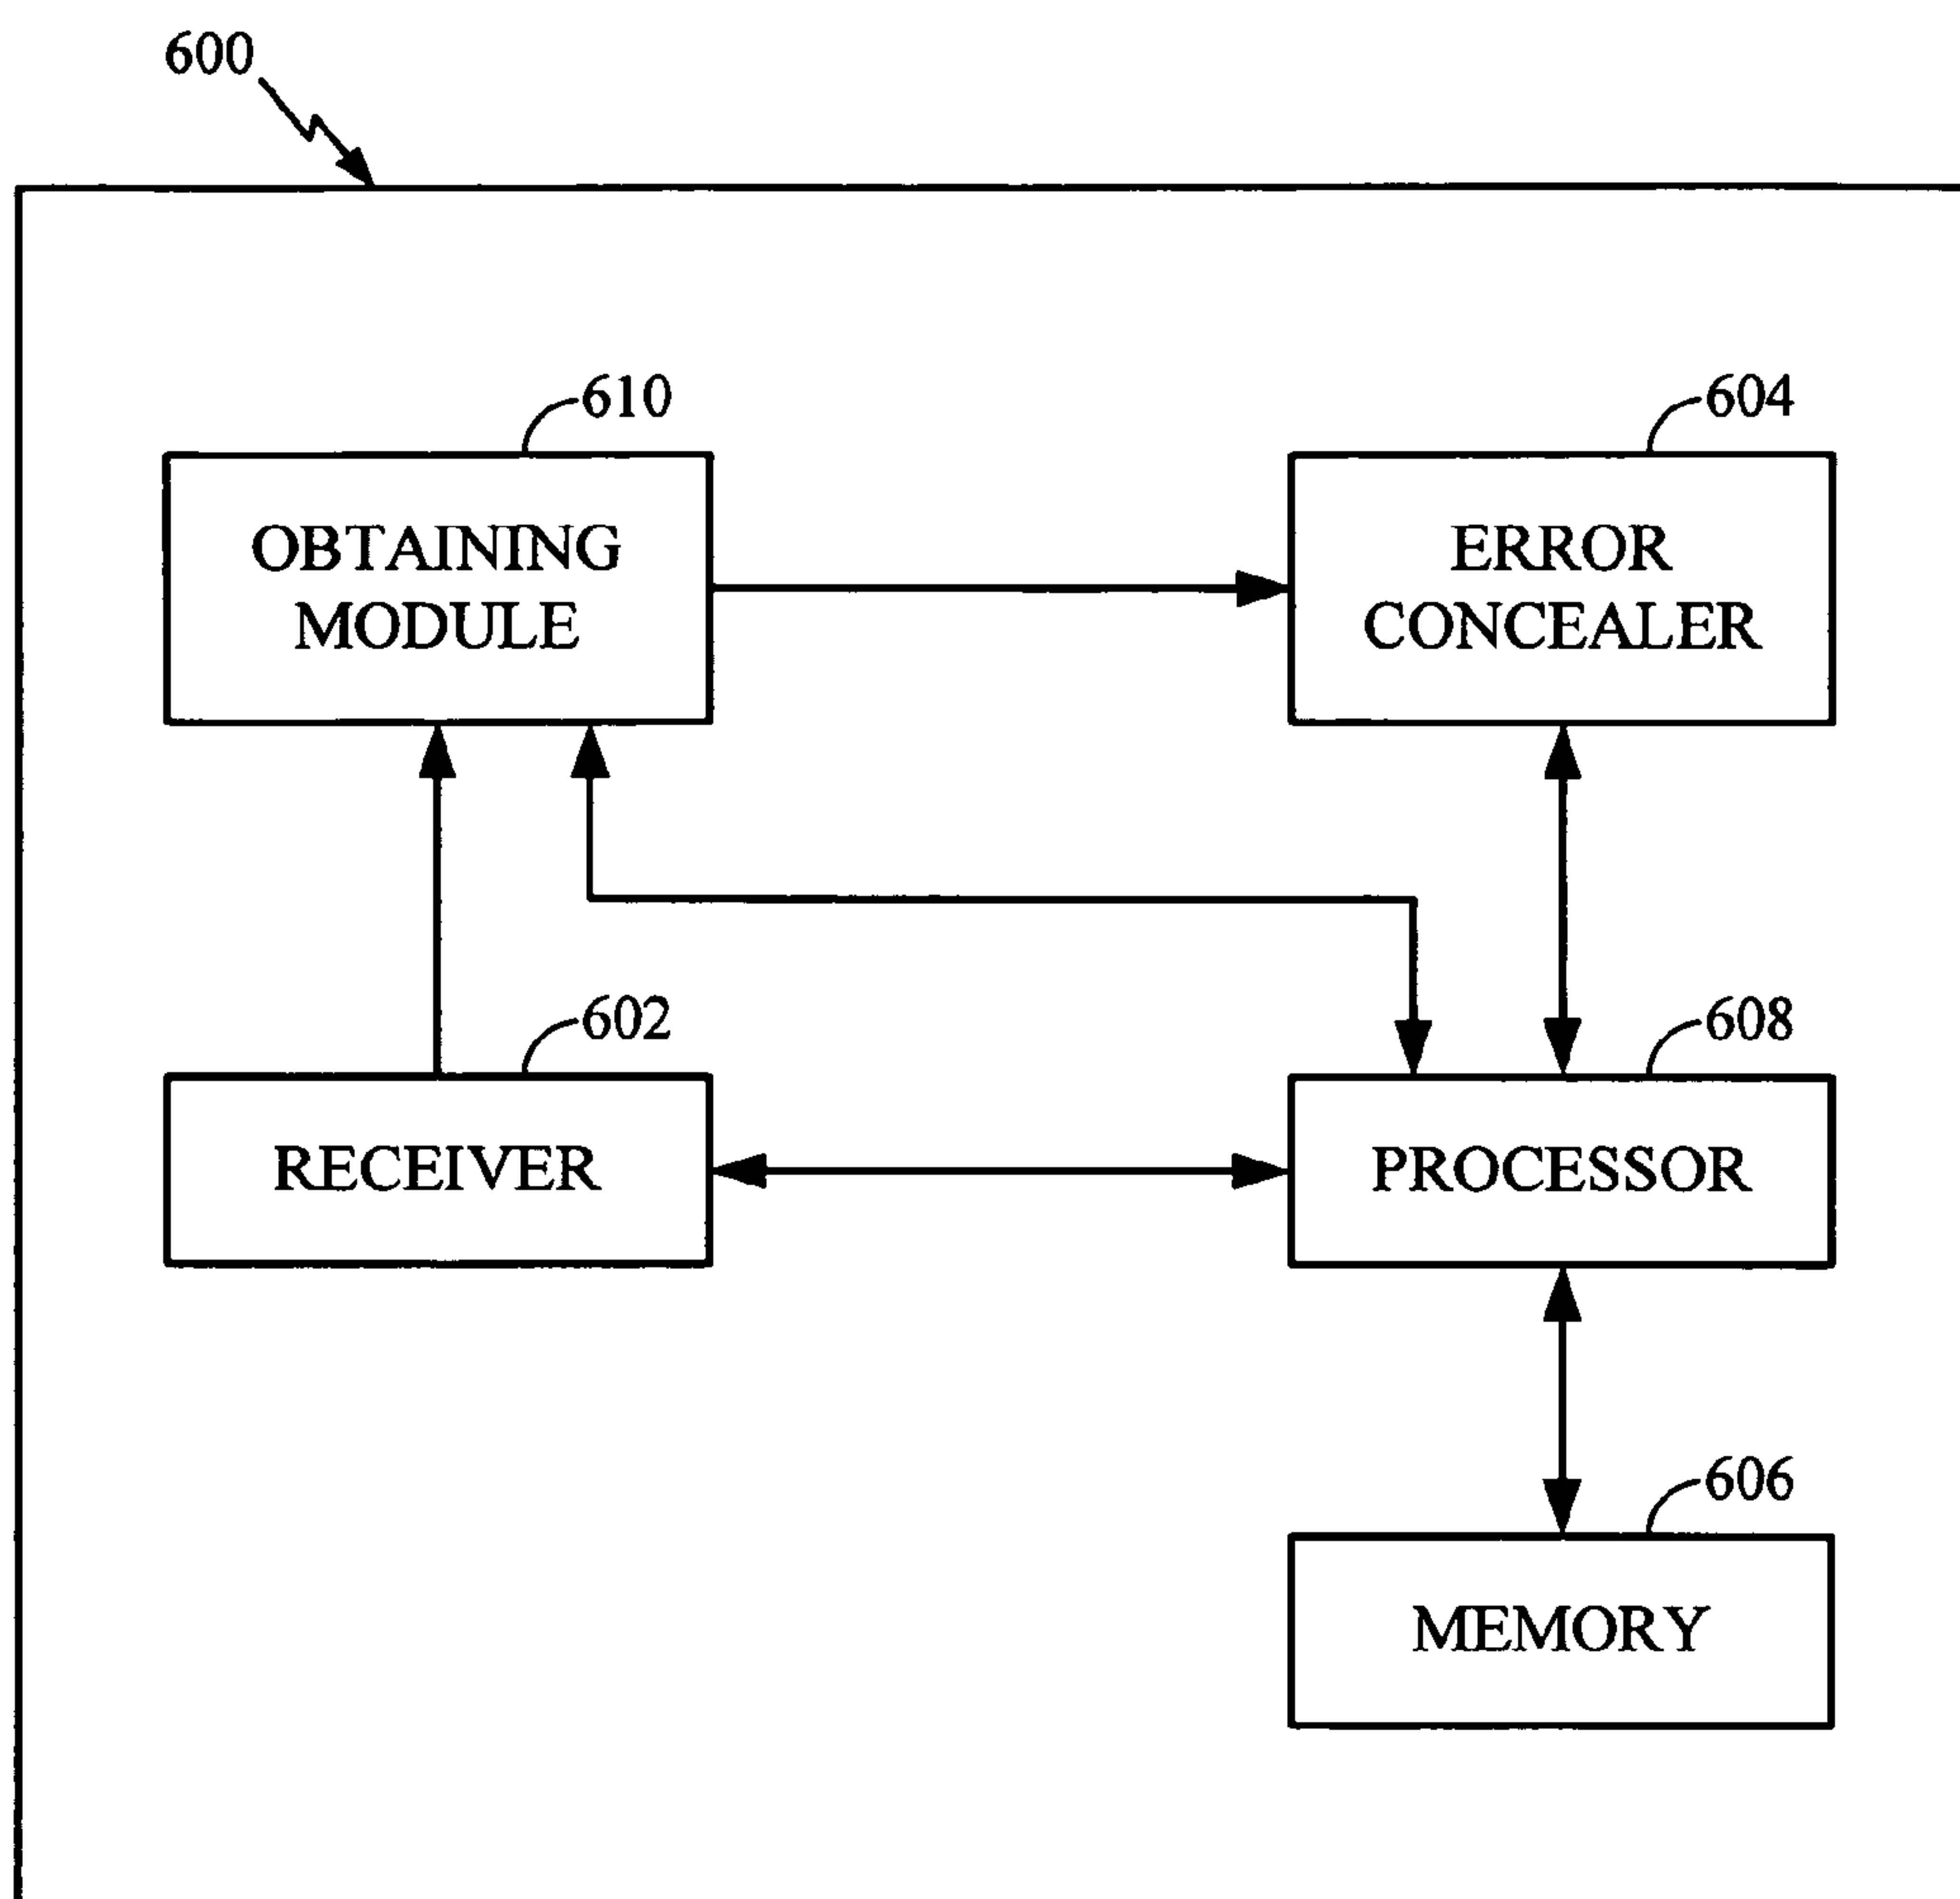 600
610
604
OBTAINING
MODULE
ERROR
CONCEALER
602
608
RECEIVER
PROCESSOR
606
MEMORY